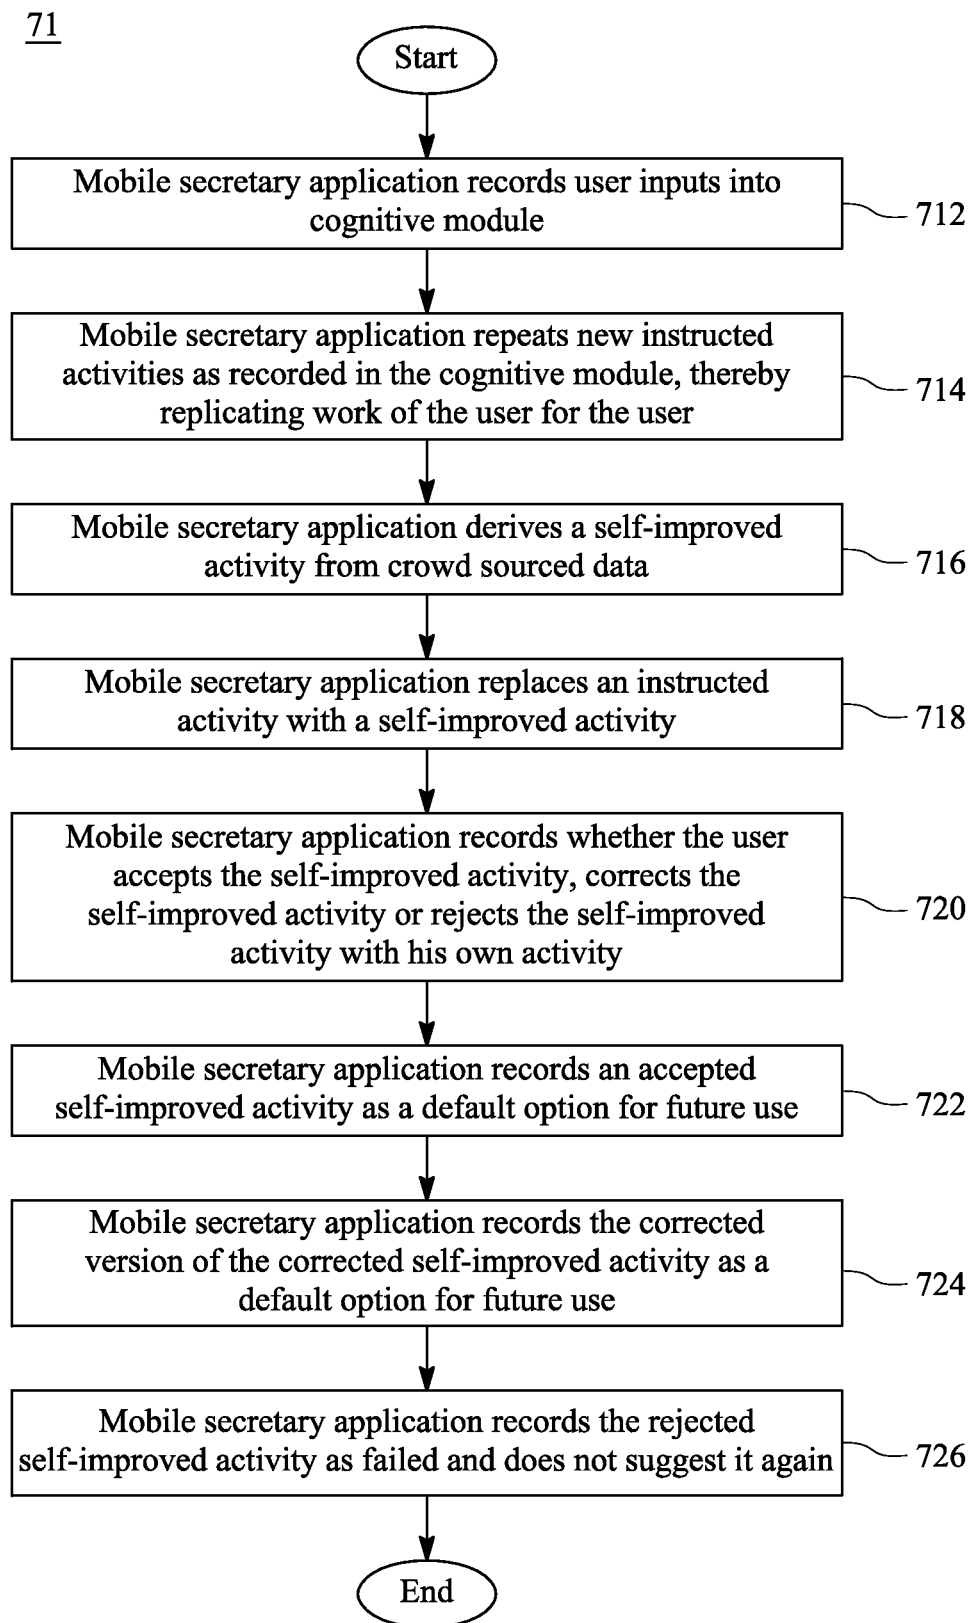 71
Start
Mobile secretary application records user inputs into
cognitive module
712
Mobile secretary application repeats new instructed
activities as recorded in the cognitive module, thereby
replicating work of the user for the user
714
Mobile secretary application derives a self-improved
activity from crowd sourced data
716
Mobile secretary application replaces an instructed
activity with a self-improved activity
718
Mobile secretary application records whether the user
accepts the self-improved activity, corrects the
self-improved activity or rejects the self-improved
activity with his own activity
720
Mobile secretary application records an accepted
self-improved activity as a default option for future use
722
Mobile secretary application records the corrected
version of the corrected self-improved activity as a
default option for future use
724
Mobile secretary application records the rejected
self-improved activity as failed and does not suggest it again
726
End